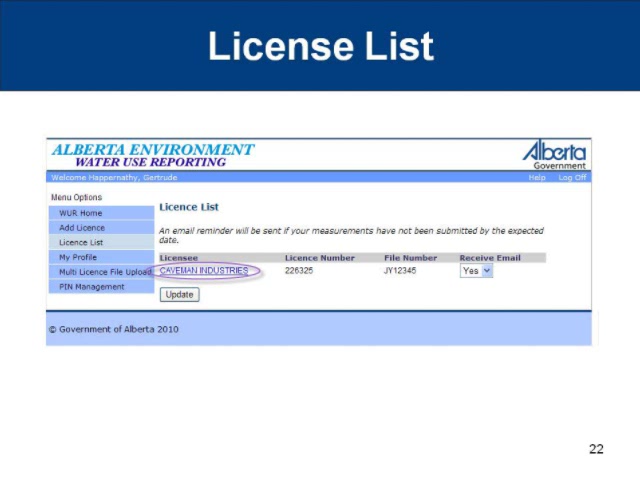 License List
ALBERTA ENVIRONMENT
WATER USE REPORTING
Alberta
Government
Welcome Happernathy, Gertrude
Help Log Off
Menu Options
WUR Home
Add Licence
Licence List
My Profile
Multi Licence File Upload
PIN Management
Licence List
An email reminder will be sent if your measurements have not been submitted by the expected
date.
Licensee Licence Number File Number Receive Email
CAVEMAN INDUSTRIES 226325 JY12345 Yes
Update
© Government of Alberta 2010
22